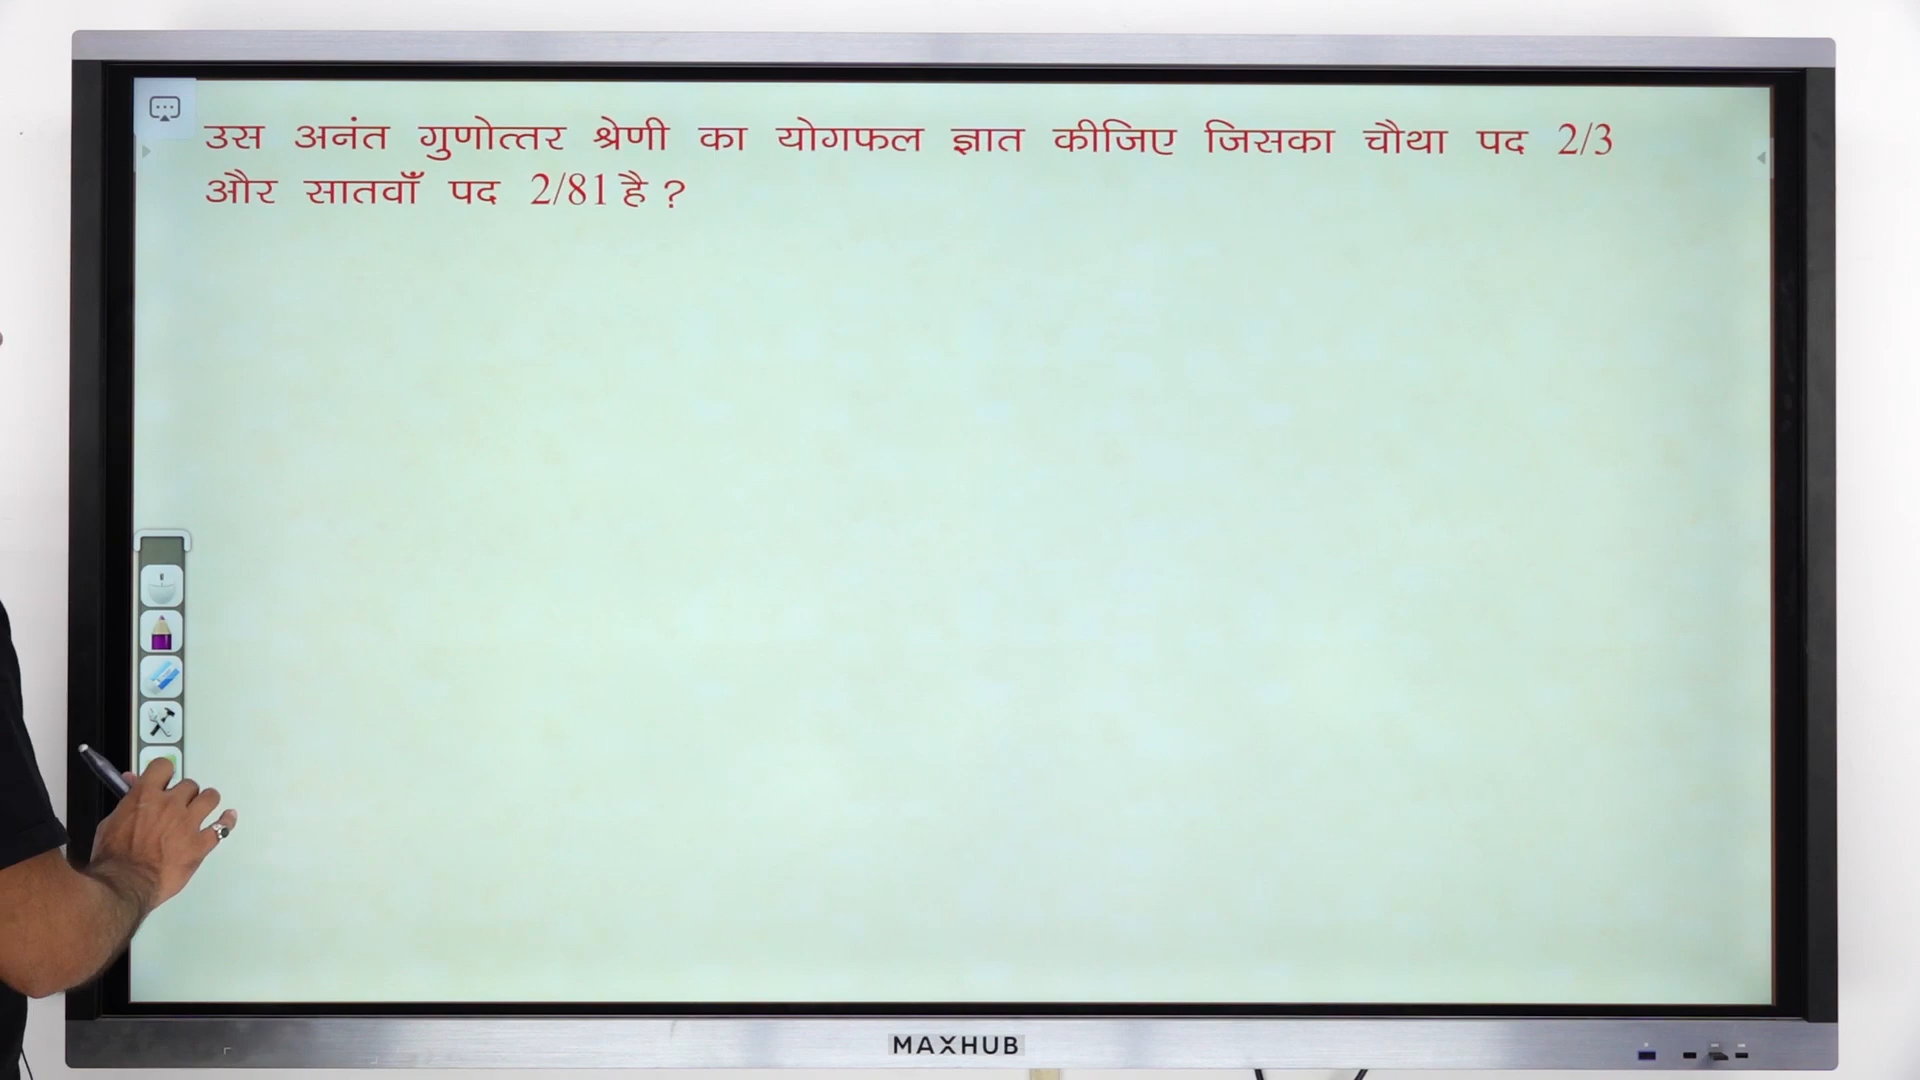 उस अनंत गुणोत्तर श्रेणी का योगफल ज्ञात कीजिए जिसका चौथा पद 2/3
और सातवाँ पद 2/81 है ?
MAXHUB